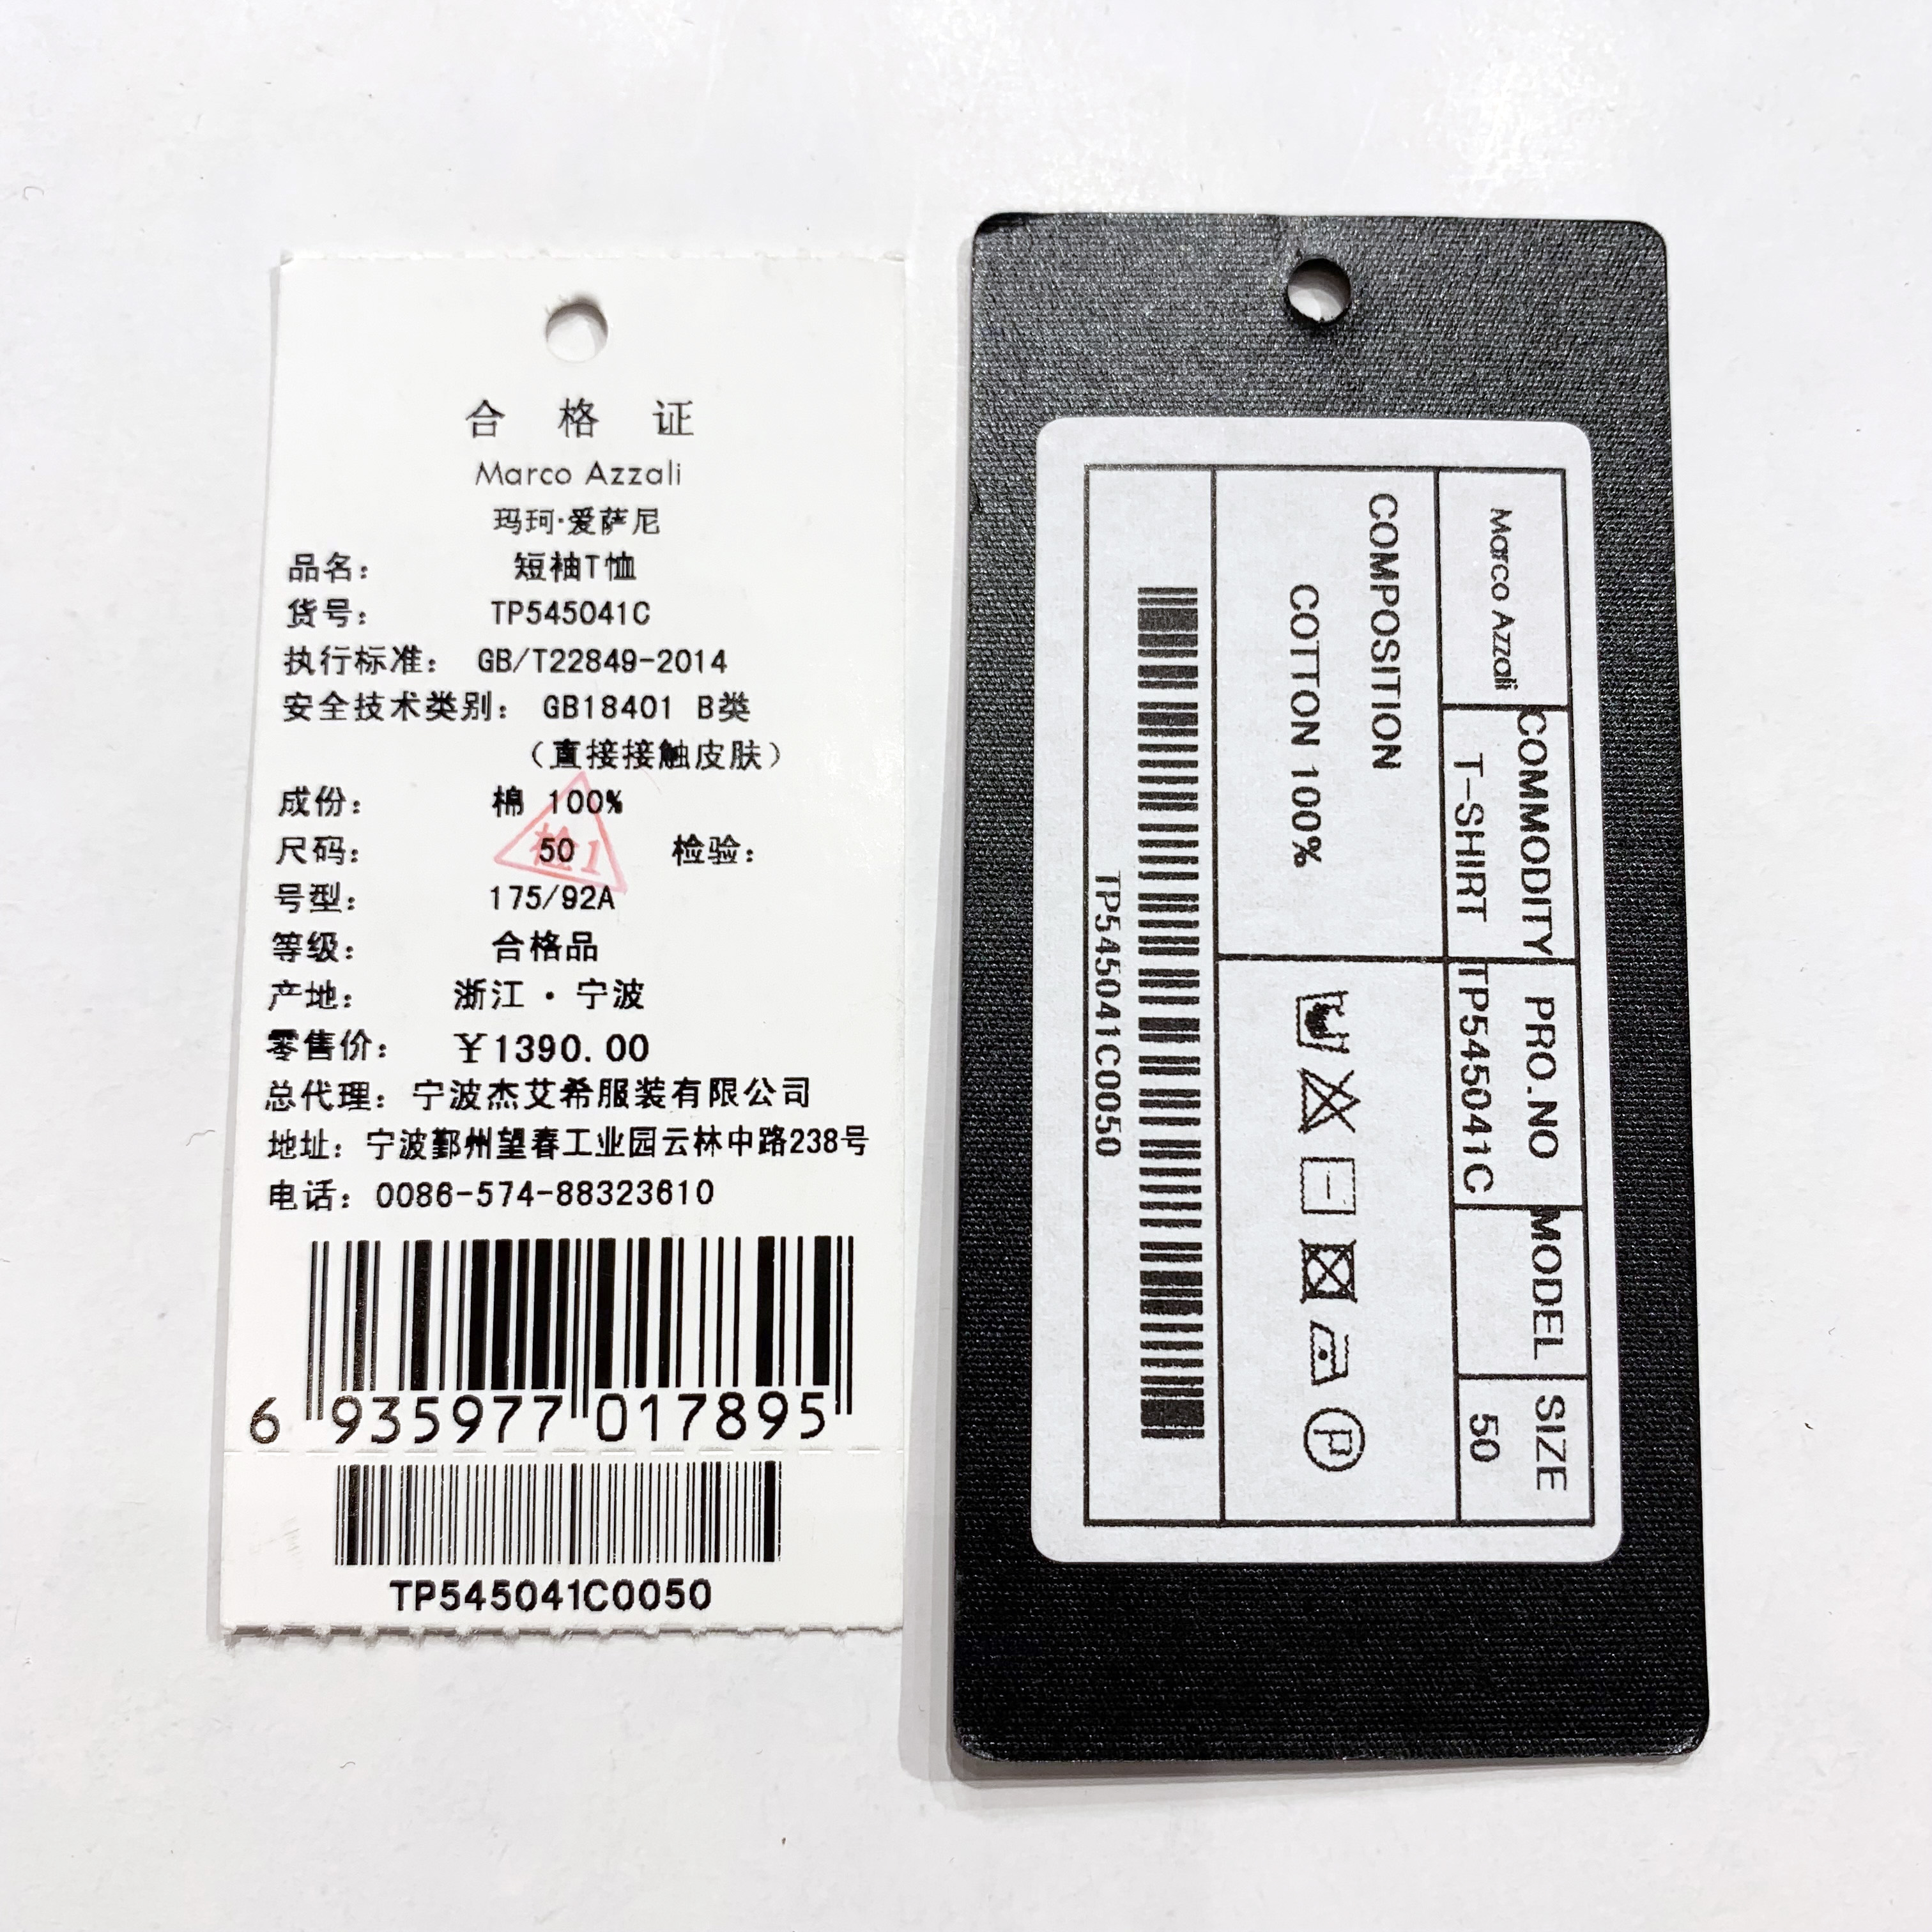 合格证
Marco Azzali
玛珂·爱萨尼
品名： 短袖T恤
货号： TP545041C
执行标准： GB/T22849-2014
安全技术类别： GB18401 B类
（直接接触皮肤）
成份： 棉 100%
尺码： 50 检验：
检1
号型： 175/92A
等级： 合格品
产地： 浙江·宁波
零售价： ¥1390.00
总代理：宁波杰艾希服装有限公司
地址：宁波鄞州望春工业园云林中路238号
电话：0086-574-88323610
6 935977 017895
TP545041C0050
Marco Azzali
COMMODITY PRO.NO MODEL SIZE
T-SHIRT TP545041C 50
COMPOSITION
COTTON 100%
P
TP545041C0050